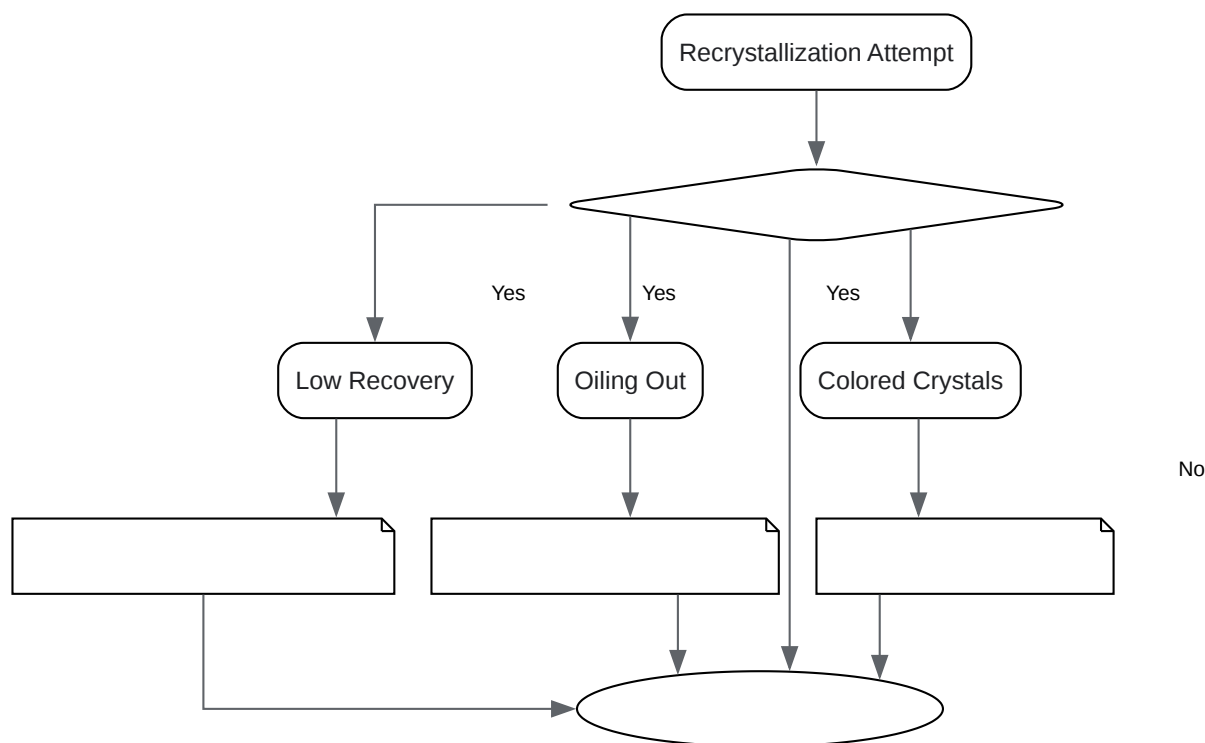 Recrystallization Attempt
Yes
Yes
Yes
Low Recovery
Oiling Out
Colored Crystals
No